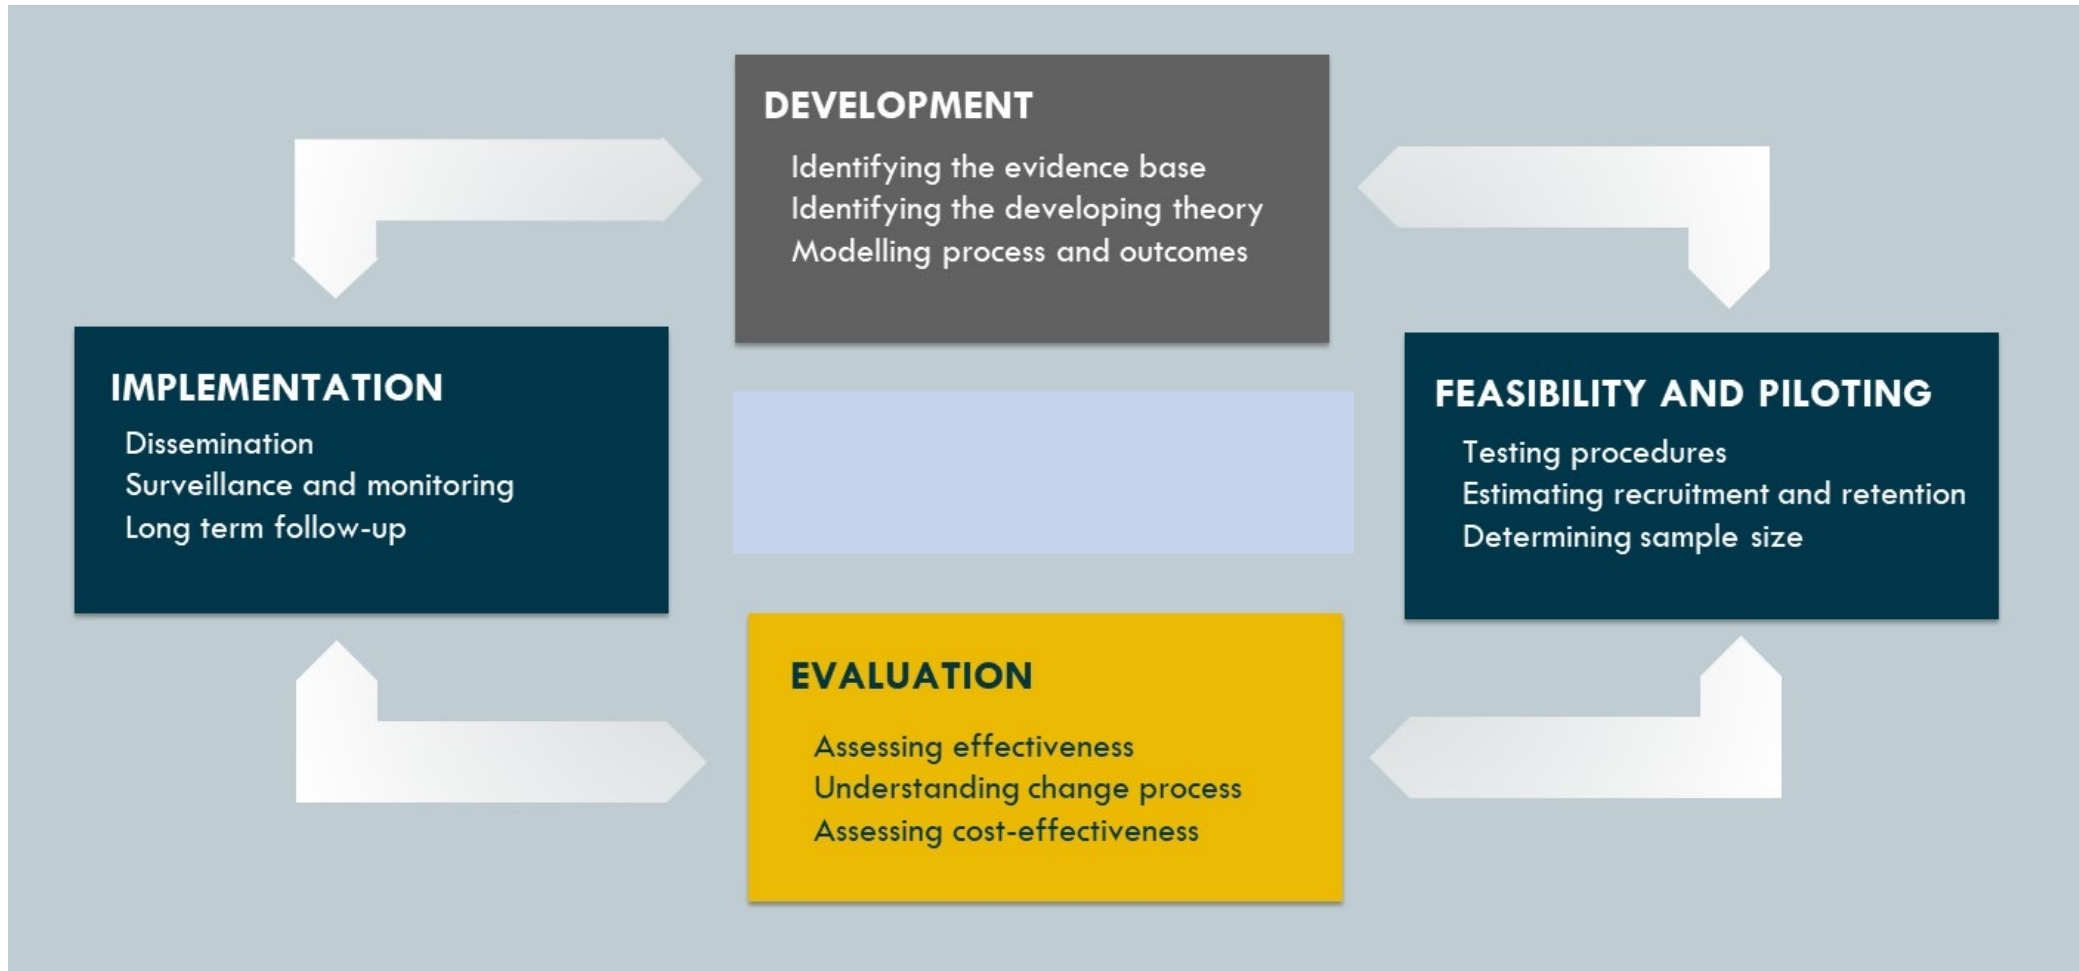 DEVELOPMENT
Identifying the evidence base
Identifying the developing theory
Modelling process and outcomes
IMPLEMENTATION
Dissemination
Surveillance and monitoring
Long term follow-up
FEASIBILITY AND PILOTING
Testing procedures
Estimating recruitment and retention
Determining sample size
EVALUATION
Assessing effectiveness
Understanding change process
Assessing cost-effectiveness